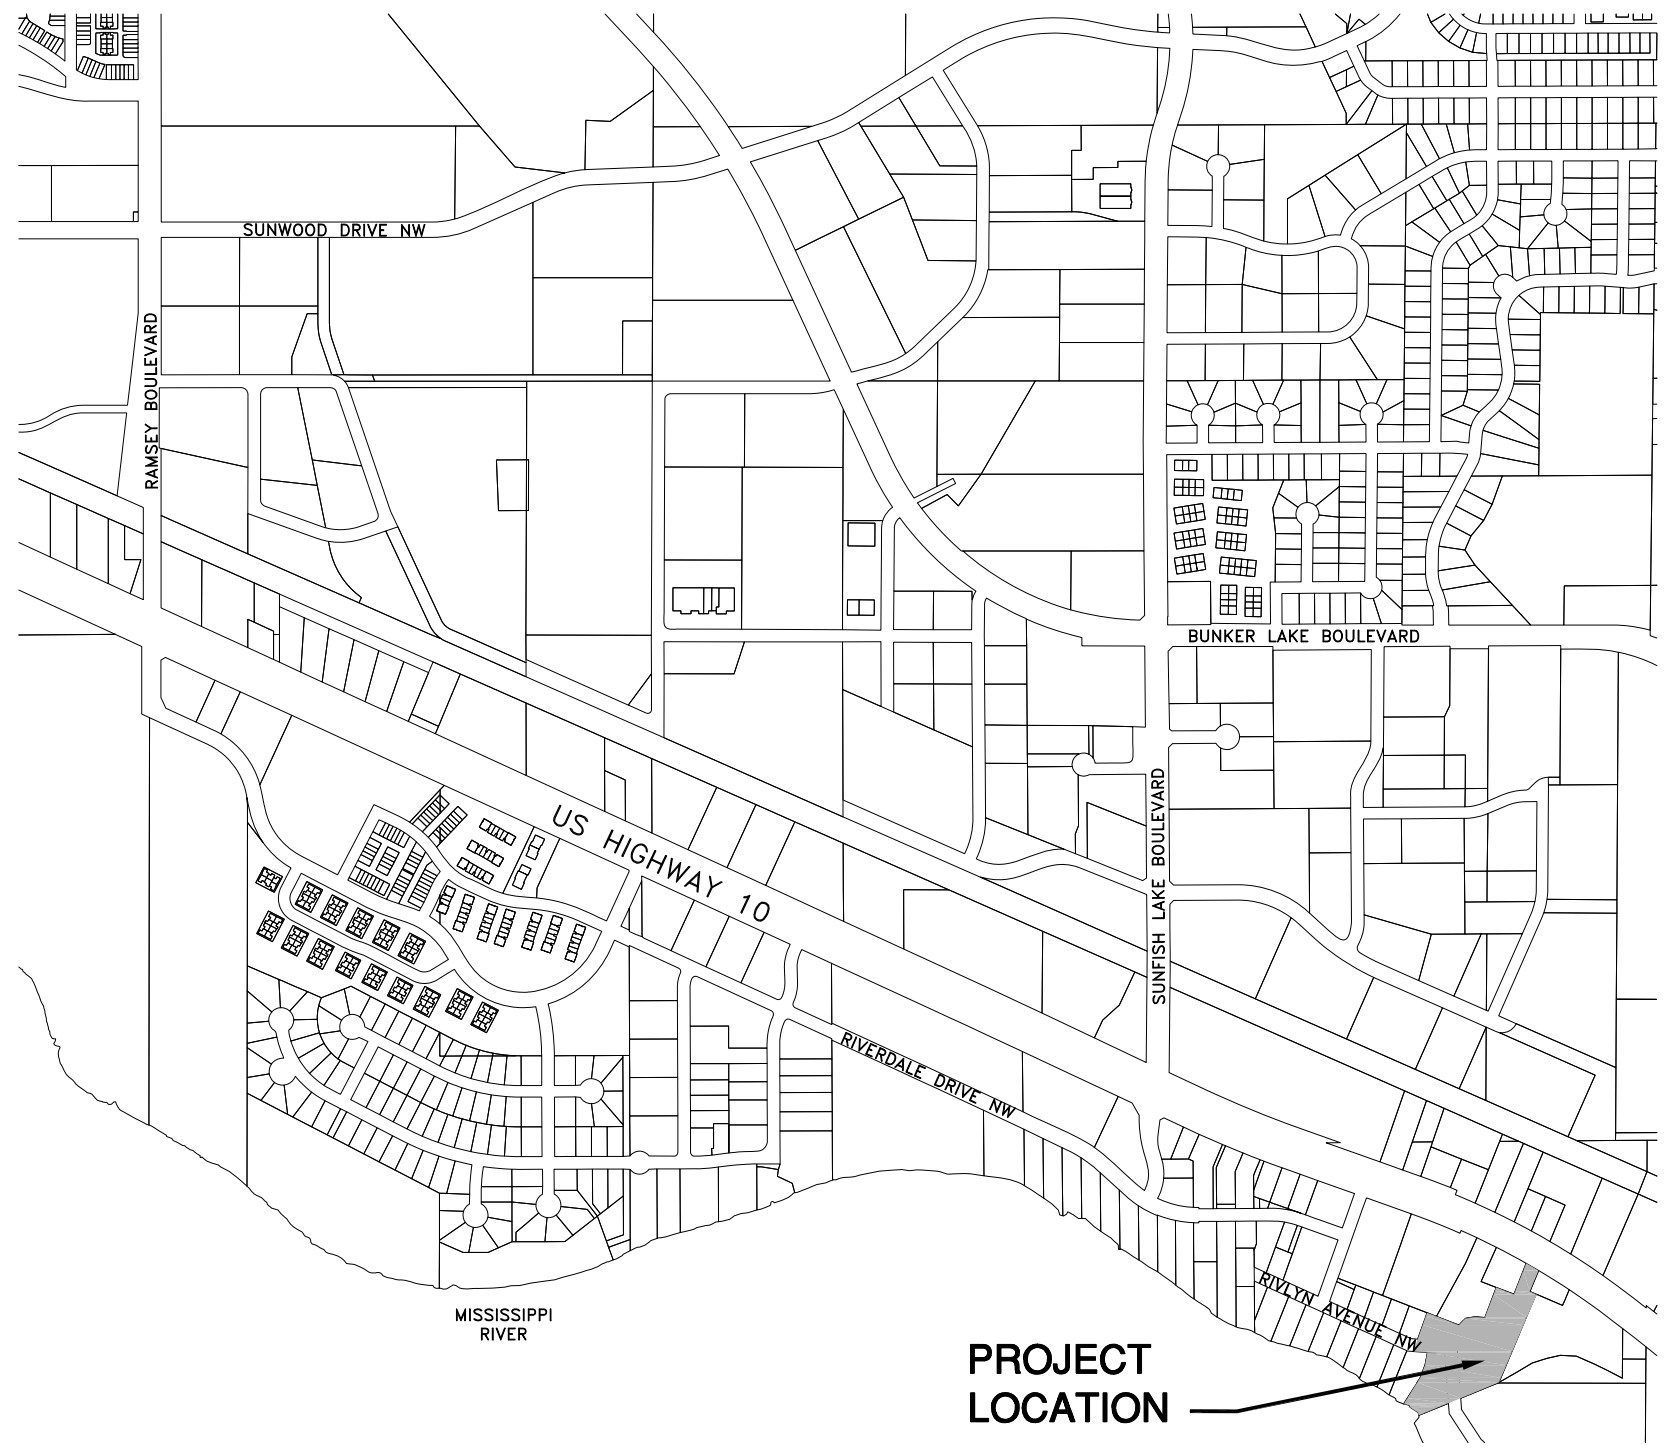 SUNWOOD DRIVE NW
RAMSEY BOULEVARD
BUNKER LAKE BOULEVARD
SUNFISH LAKE BOULEVARD
US HIGHWAY 10
RIVERDALE DRIVE NW
RIVLYN AVENUE NW
MISSISSIPPI
RIVER
PROJECT
LOCATION